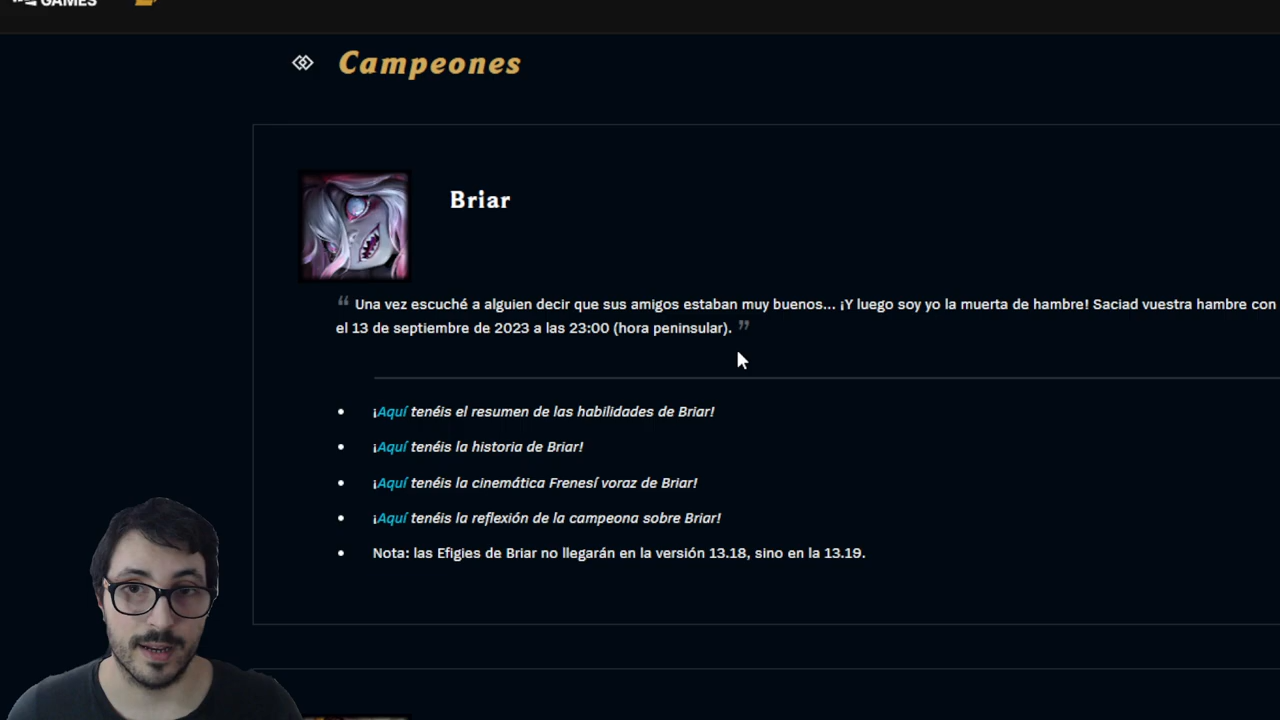 GAMES
Campeones
Briar
“ Una vez escuché a alguien decir que sus amigos estaban muy buenos... ¡Y luego soy yo la muerta de hambre! Saciad vuestra hambre con
el 13 de septiembre de 2023 a las 23:00 (hora peninsular). ”
• ¡Aquí tenéis el resumen de las habilidades de Briar!
• ¡Aquí tenéis la historia de Briar!
• ¡Aquí tenéis la cinemática Frenesí voraz de Briar!
• ¡Aquí tenéis la reflexión de la campeona sobre Briar!
• Nota: las Efigies de Briar no llegarán en la versión 13.18, sino en la 13.19.